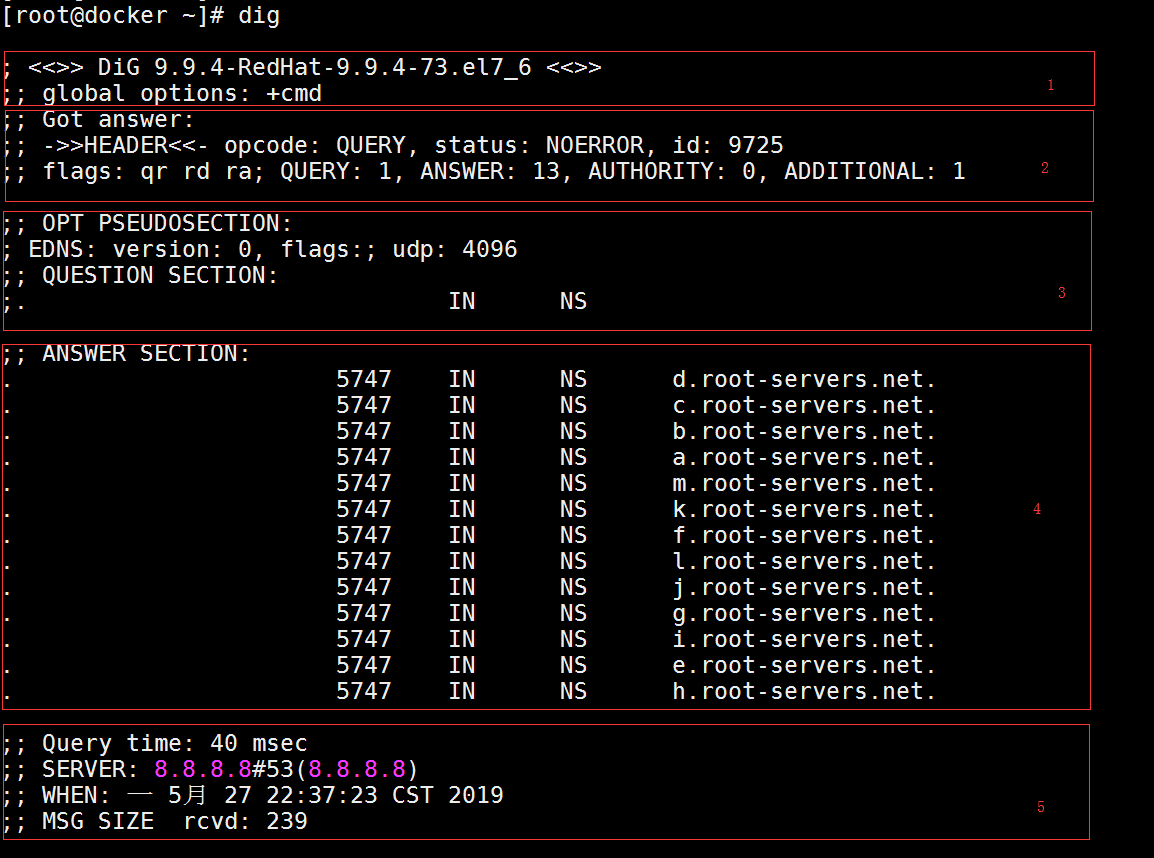 [root@docker ~]# dig
; <<>> DiG 9.9.4-RedHat-9.9.4-73.el7_6 <<>>
;; global options: +cmd
1
;; Got answer:
;; ->>HEADER<<- opcode: QUERY, status: NOERROR, id: 9725
;; flags: qr rd ra; QUERY: 1, ANSWER: 13, AUTHORITY: 0, ADDITIONAL: 1
2
;; OPT PSEUDOSECTION:
; EDNS: version: 0, flags:; udp: 4096
;; QUESTION SECTION:
;. IN NS
3
;; ANSWER SECTION:
. 5747 IN NS d.root-servers.net.
. 5747 IN NS c.root-servers.net.
. 5747 IN NS b.root-servers.net.
. 5747 IN NS a.root-servers.net.
. 5747 IN NS m.root-servers.net.
. 5747 IN NS k.root-servers.net.
. 5747 IN NS f.root-servers.net.
. 5747 IN NS l.root-servers.net.
. 5747 IN NS j.root-servers.net.
. 5747 IN NS g.root-servers.net.
. 5747 IN NS i.root-servers.net.
. 5747 IN NS e.root-servers.net.
. 5747 IN NS h.root-servers.net.
4
;; Query time: 40 msec
;; SERVER: 8.8.8.8#53(8.8.8.8)
;; WHEN: 一 5月 27 22:37:23 CST 2019
;; MSG SIZE rcvd: 239
5